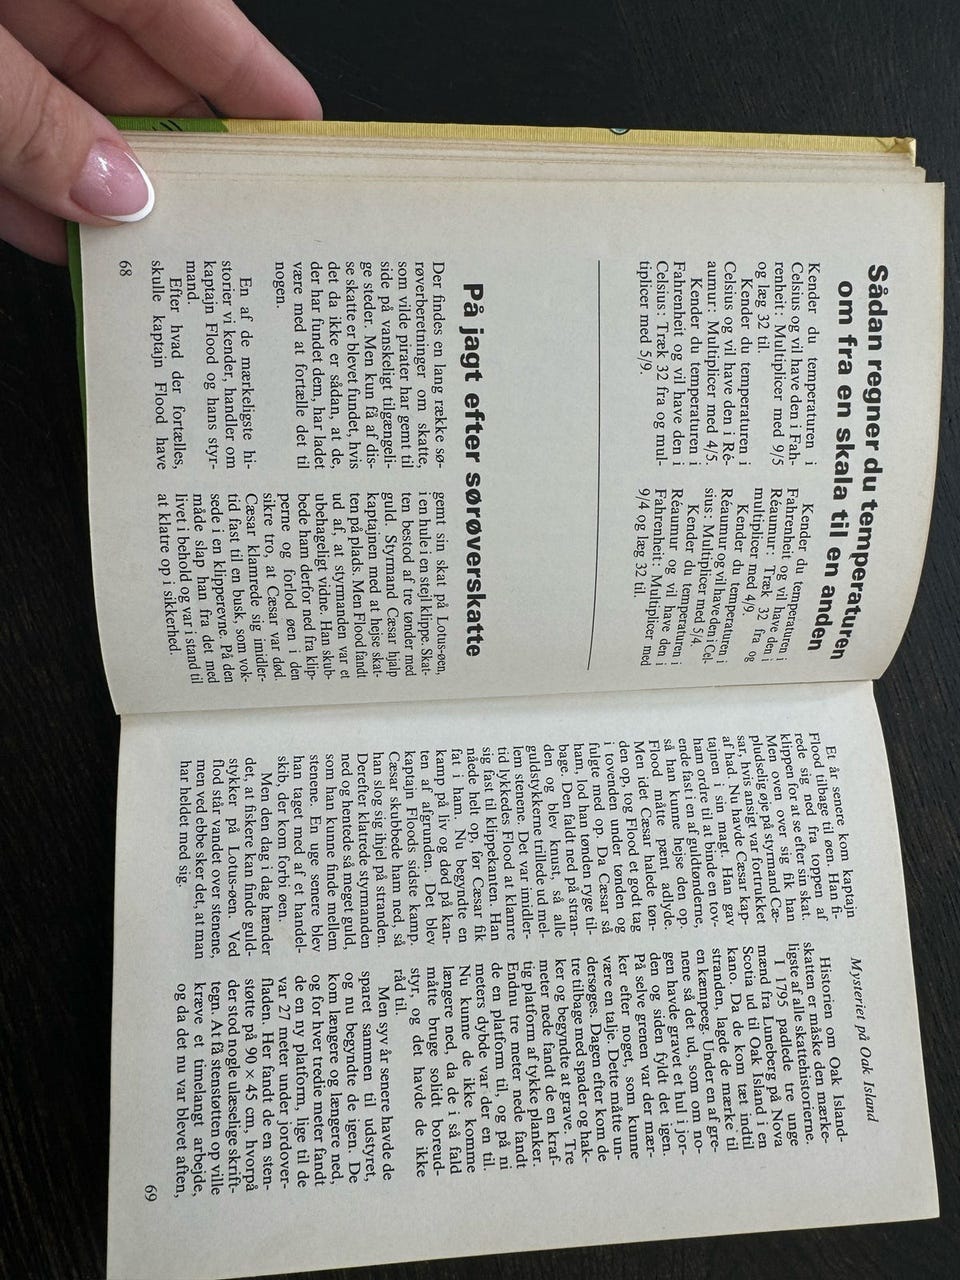 Sådan regner du temperaturen
om fra en skala til en anden
Kender du temperaturen i
Celsius og vil have den i Fah-
renheit: Multiplicer med 9/5
og læg 32 til.
Kender du temperaturen i
Celsius og vil have den i Ré-
aumur: Multiplicer med 4/5.
Kender du temperaturen i
Fahrenheit og vil have den i
Celsius: Træk 32 fra og mul-
tiplicer med 5/9.
Kender du temperaturen i
Fahrenheit og vil have den i
Réaumur: Træk 32 fra og
multiplicer med 4/9.
Kender du temperaturen i
Réaumur og vil have den i Cel-
sius: Multiplicer med 5/4.
Kender du temperaturen i
Réaumur og vil have den i
Fahrenheit: Multiplicer med
9/4 og læg 32 til.
På jagt efter sørøverskatte
Der findes en lang række sø-
røverberetninger om skatte,
som vilde pirater har gemt til
side på vanskeligt tilgængeli-
ge steder. Men kun få af dis-
se skatte er blevet fundet, hvis
det da ikke er sådan, at de,
der har fundet dem, har ladet
være med at fortælle det til
nogen.
En af de mærkeligste hi-
storier vi kender, handler om
kaptajn Flood og hans styr-
mand.
Efter hvad der fortælles,
skulle kaptajn Flood have
gemt sin skat på Lotus-øen,
i en hule i en stejl klippe. Skat-
ten bestod af tre tønder med
guld. Styrmand Cæsar hjalp
kaptajnen med at hejse skat-
ten på plads. Men Flood fandt
ud af, at styrmanden var et
ubehageligt vidne. Han skub-
bede ham derfor ned fra klip-
perne og forlod øen i den
sikre tro, at Cæsar var død.
Cæsar klamrede sig imidler-
tid fast til en busk, som vok-
sede i en klipperevne. På den
måde slap han fra det med
livet i behold og var i stand til
at klatre op i sikkerhed.
68
Et år senere kom kaptajn
Flood tilbage til øen. Han fi-
rede sig ned fra toppen af
klippen for at se efter sin skat.
Men oven over sig fik han
pludselig øje på styrmand Cæ-
sar, hvis ansigt var fortrukket
af had. Nu havde Cæsar kap-
tajnen i sin magt. Han gav
ham ordre til at binde en tov-
ende fast i en af guldtønderne,
så han kunne hejse den op.
Flood måtte pænt adlyde.
Men idet Cæsar halede tøn-
den op, tog Flood et godt tag
i tovenden under tønden og
fulgte med op. Da Cæsar så
ham, lod han tønden ryge til-
bage. Den faldt ned på stran-
den og blev knust, så alle
guldstykkerne trillede ud mel-
lem stenene. Det var imidler-
tid lykkedes Flood at klamre
sig fast til klippekanten. Han
nåede helt op, før Cæsar fik
fat i ham. Nu begyndte en
kamp på liv og død på kan-
ten af afgrunden. Det blev
kaptajn Floods sidste kamp.
Cæsar skubbede ham ned, så
han slog sig ihjel på stranden.
Derefter klatrede styrmanden
ned og hentede så meget guld,
som han kunne finde mellem
stenene. En uge senere blev
han taget med af et handel-
skib, der kom forbi øen.
Men den dag i dag hænder
det, at fiskere kan finde guld-
stykker på Lotus-øen. Ved
flod står vandet over stenene,
men ved ebbe sker det, at man
har heldet med sig.
Mysteriet på Oak Island
Historien om Oak Island-
skatten er måske den mærke-
ligste af alle skattehistorierne.
I 1795 padlede tre unge
mænd fra Luneberg på Nova
Scotia ud til Oak Island i en
kano. Da de kom tæt indtil
stranden, lagde de mærke til
en kæmpeeg. Under en af gre-
nene så det ud, som om no-
gen havde gravet et hul i jor-
den og siden fyldt det igen.
På selve grenen var der mær-
ker efter noget, som kunne
være en talje. Dette måtte un-
dersøges. Dagen efter kom de
tre tilbage med spader og hak-
ker og begyndte at grave. Tre
meter nede fandt de en kraf-
tig platform af tykke planker.
Endnu tre meter nede fandt
de en platform til, og på ni
meters dybde var der en til.
Nu kunne de ikke komme
længere ned, da de i så fald
måtte bruge solidt boreud-
styr, og det havde de ikke
råd til.
Men syv år senere havde de
sparet sammen til udstyret,
og nu begyndte de igen. De
kom længere og længere ned,
og for hvert tredie meter fandt
de en ny platform, lige til de
var 27 meter under jordover-
fladen. Her fandt de en sten-
støtte på 90 × 45 cm, hvorpå
der stod nogle ulæselige skrift-
tegn. At få stenstøtten op ville
kræve et timelangt arbejde,
og da det nu var blevet aften,
69